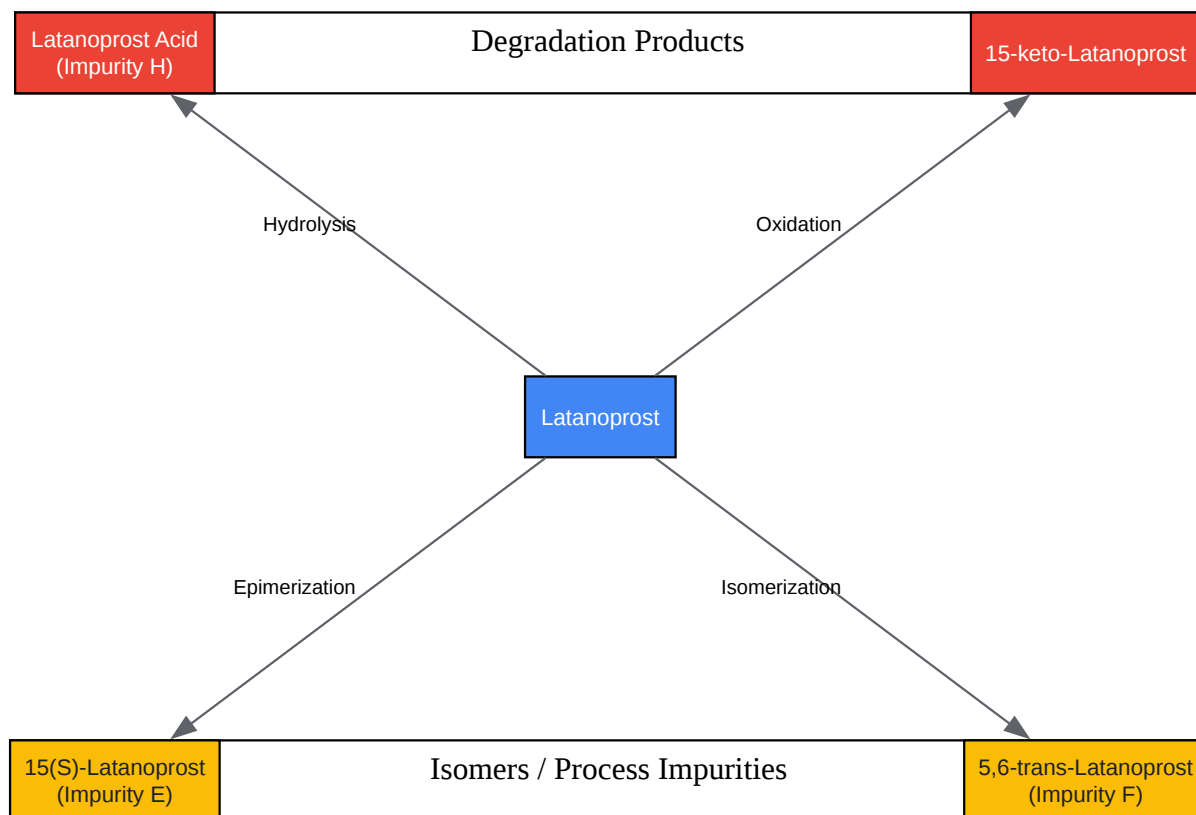 Latanoprost Acid
(Impurity H)
Degradation Products
15-keto-Latanoprost
Hydrolysis
Oxidation
Latanoprost
Epimerization
Isomerization
15(S)-Latanoprost
(Impurity E)
Isomers / Process Impurities
5,6-trans-Latanoprost
(Impurity F)